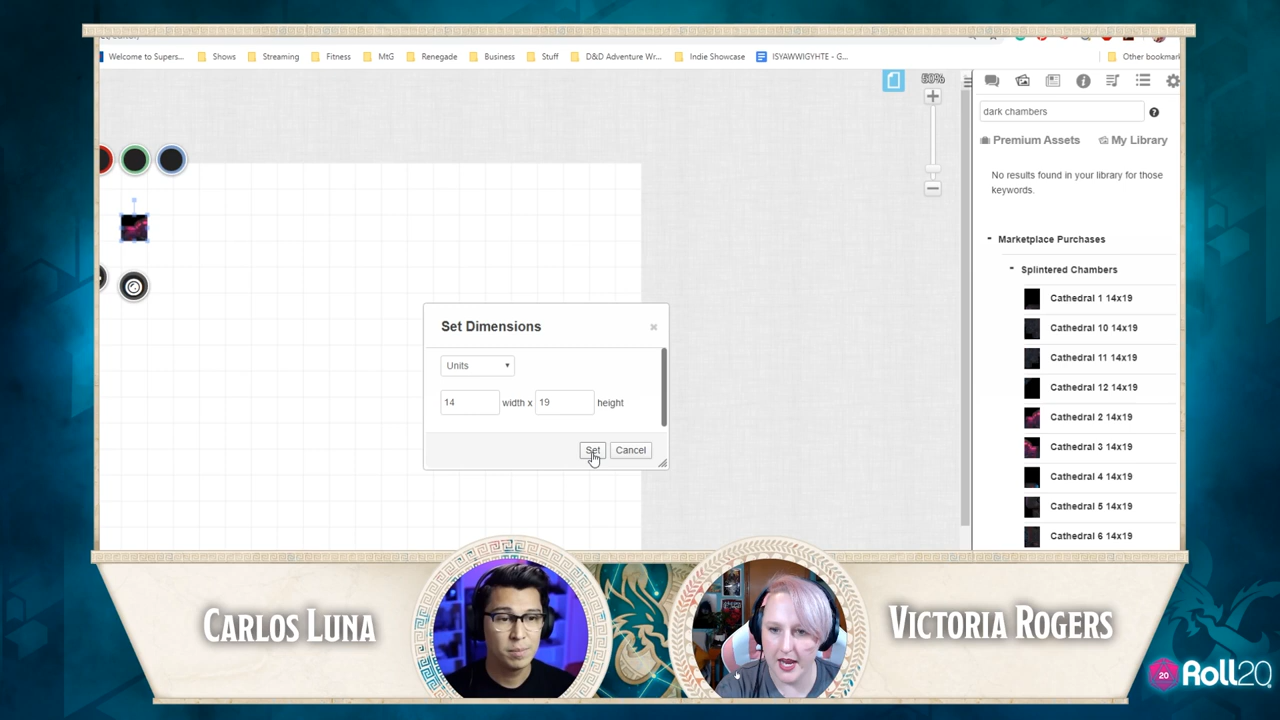 Welcome to Supers... Shows Streaming Fitness MtG Renegade Business Stuff D&D Adventure Wr... Indie Showcase ISYAWWIGYHTE - G... Other bookmark
60%
dark chambers
Premium Assets My Library
No results found in your library for those
keywords.
Marketplace Purchases
Splintered Chambers
Cathedral 1 14x19
Cathedral 10 14x19
Cathedral 11 14x19
Cathedral 12 14x19
Cathedral 2 14x19
Cathedral 3 14x19
Cathedral 4 14x19
Cathedral 5 14x19
Cathedral 6 14x19
Set Dimensions
Units
14 width x 19 height
Set Cancel
CARLOS LUNA
VICTORIA ROGERS
20 Roll20